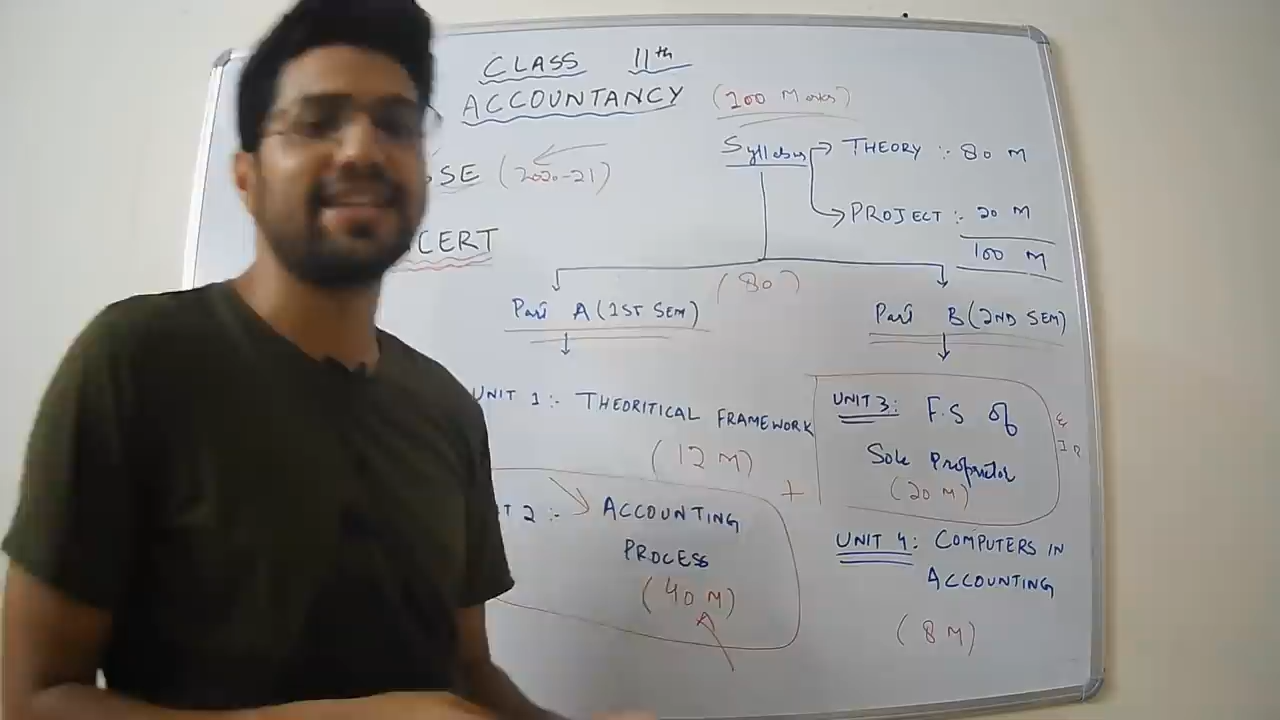 CLASS 11th
ACCOUNTANCY (100 Marks)
SE (2020-21)
CERT
Syllabus → THEORY :- 80 M
→ PROJECT :- 20 M
100 M
(80)
Part A (1ST SEM)
Part B (2ND SEM)
UNIT 1 :- THEORITICAL FRAMEWORK
(12 M)
T 2 :- ACCOUNTING
PROCESS
(40 M)
+
UNIT 3: F.S of
Sole Proprietor
(20 M)
UNIT 4: COMPUTERS IN
ACCOUNTING
(8 M)